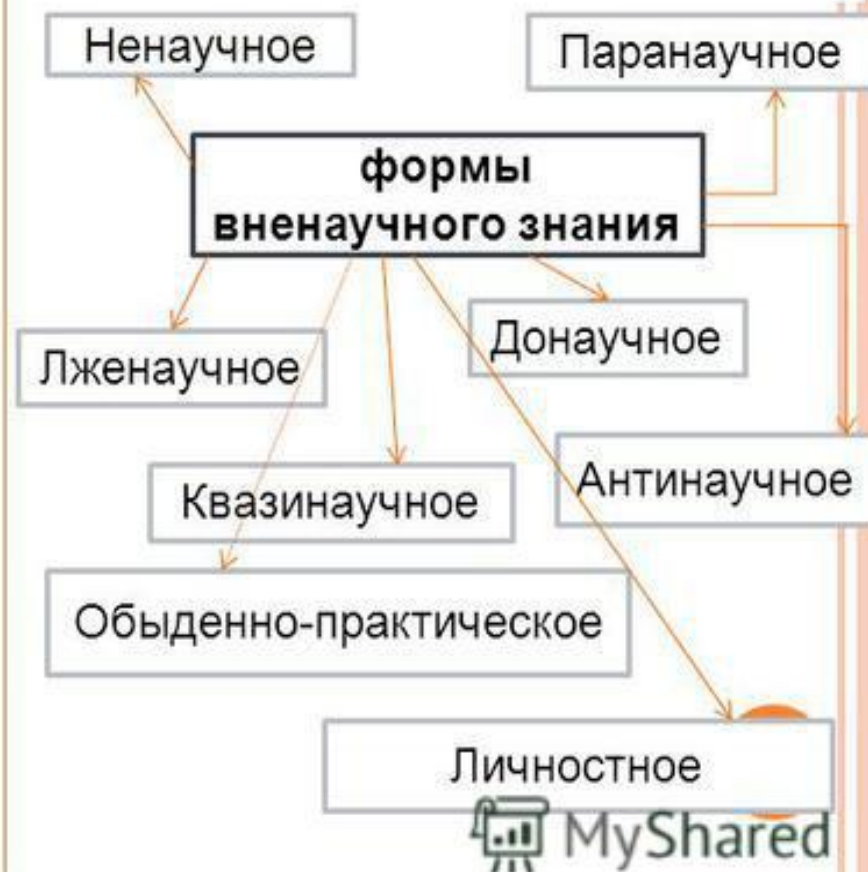 Ненаучное
Паранаучное
формы
вненаучного знания
Лженаучное
Донаучное
Квазинаучное
Антинаучное
Обыденно-практическое
Личностное
MyShared